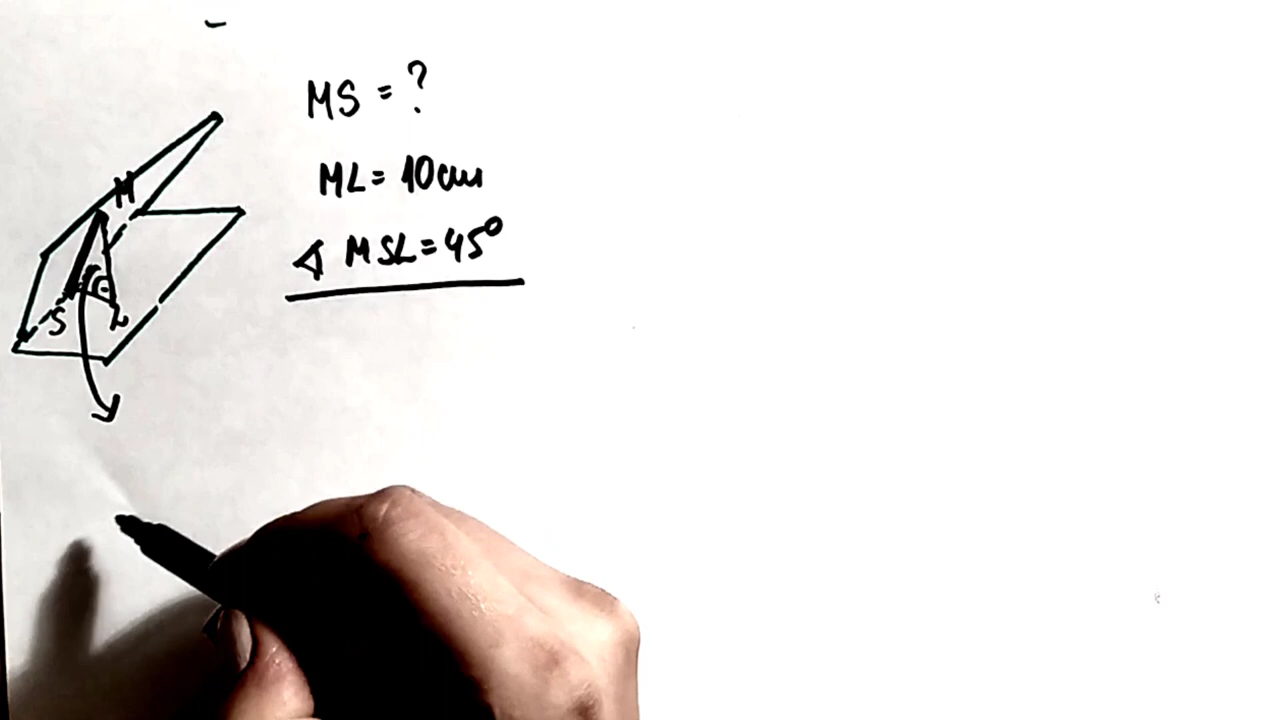 MS = ?
M
ML = 10cm
∢ MSL = 45°
S L